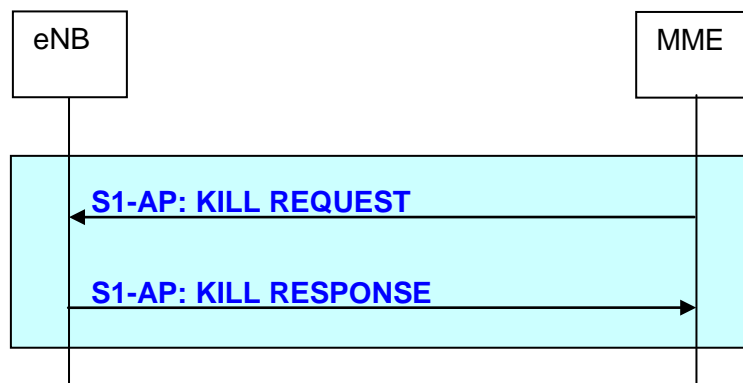 eNB
MME
S1-AP: KILL REQUEST
S1-AP: KILL RESPONSE